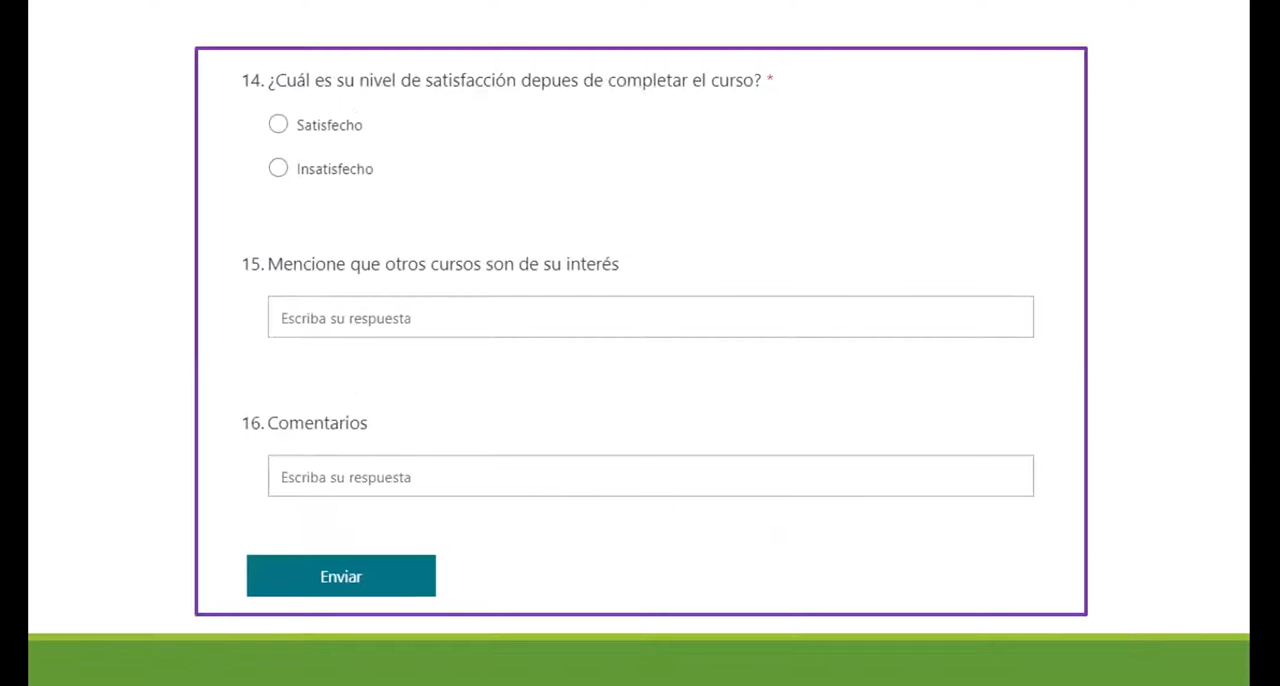 14. ¿Cuál es su nivel de satisfacción depues de completar el curso? *
Satisfecho
Insatisfecho
15. Mencione que otros cursos son de su interés
Escriba su respuesta
16. Comentarios
Escriba su respuesta
Enviar